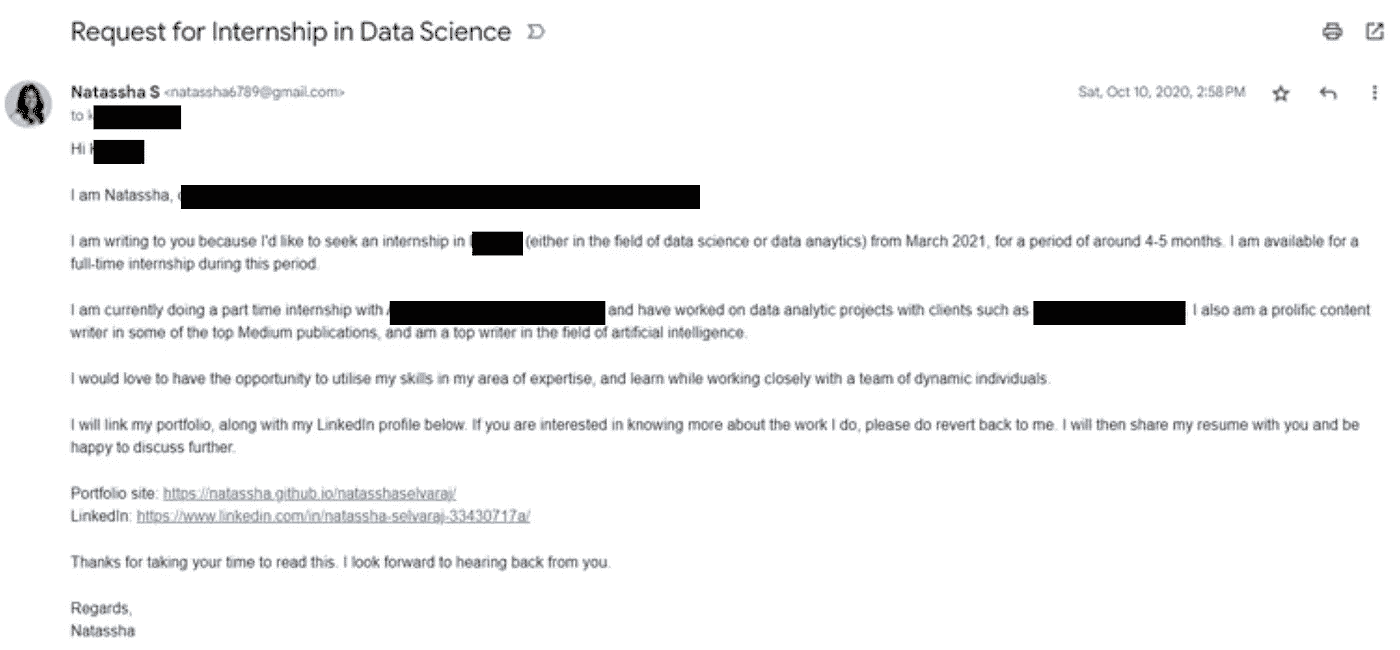 Request for Internship in Data Science
Natassha S <natassha6789@gmail.com>
Sat, Oct 10, 2020, 2:58 PM
to
Hi
I am Natassha,
I am writing to you because I'd like to seek an internship in (either in the field of data science or data anaytics) from March 2021, for a period of around 4-5 months. I am available for a
full-time internship during this period.
I am currently doing a part time internship with and have worked on data analytic projects with clients such as I also am a prolific content
writer in some of the top Medium publications, and am a top writer in the field of artificial intelligence.
I would love to have the opportunity to utilise my skills in my area of expertise, and learn while working closely with a team of dynamic individuals.
I will link my portfolio, along with my LinkedIn profile below. If you are interested in knowing more about the work I do, please do revert back to me. I will then share my resume with you and be
happy to discuss further.
Portfolio site: https://natassha.github.io/natasshaselvaraj/
LinkedIn: https://www.linkedin.com/in/natassha-selvaraj-33430717a/
Thanks for taking your time to read this. I look forward to hearing back from you.
Regards,
Natassha